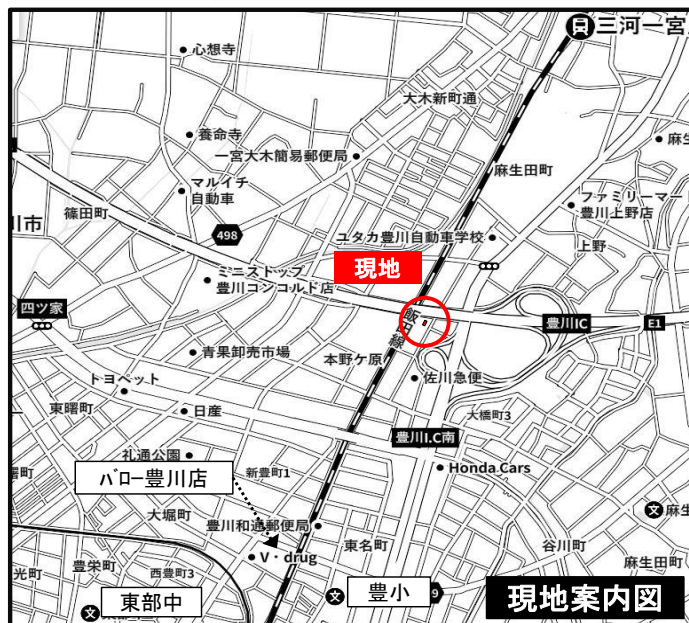 三河一宮
心想寺
大木新町通
養命寺
一宮大木簡易郵便局
麻生
麻生田町
マルイチ
自動車
ファミリーマー
豊川上野店
篠田町
川市
498
ユタカ豊川自動車学校
上野
現地
ミニストップ
豊川コンコルド店
四ツ家
飯田線
豊川IC
E1
青果卸売市場
本野ケ原
トヨペット
佐川急便
東曙町
日産
大橋町3
豊川I.C南
礼通公園
Honda Cars
曙町
バロー豊川店
新豊町1
大堀町
豊川和通郵便局
麻生
V・drug
東名町
谷川町
麻生田町
豊栄町
西豊町3
光町
東部中
豊小
9
現地案内図